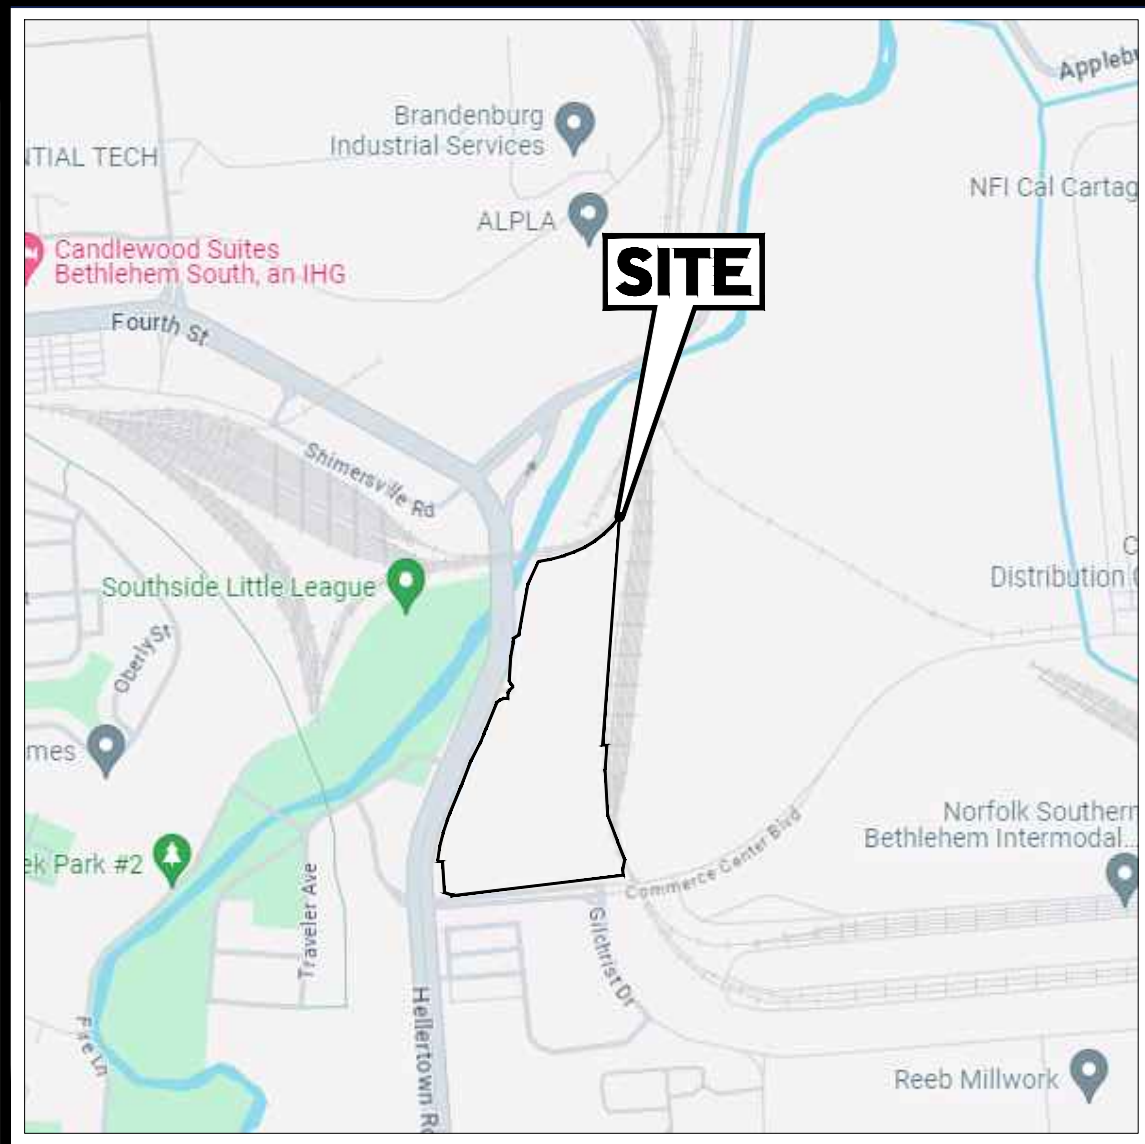 Appleb
Brandenburg
Industrial Services
NTIAL TECH
NFI Cal Cartag
ALPLA
Candlewood Suites
Bethlehem South, an IHG
SITE
Fourth St
Shimersville Rd
Southside Little League
C
Distribution
Oberly St
mes
Norfolk Southern
Bethlehem Intermodal...
Commerce Center Blvd
ek Park #2
Traveler Ave
Gilchrist Dr
Hellertown Rd
Fire Ln
Reeb Millwork